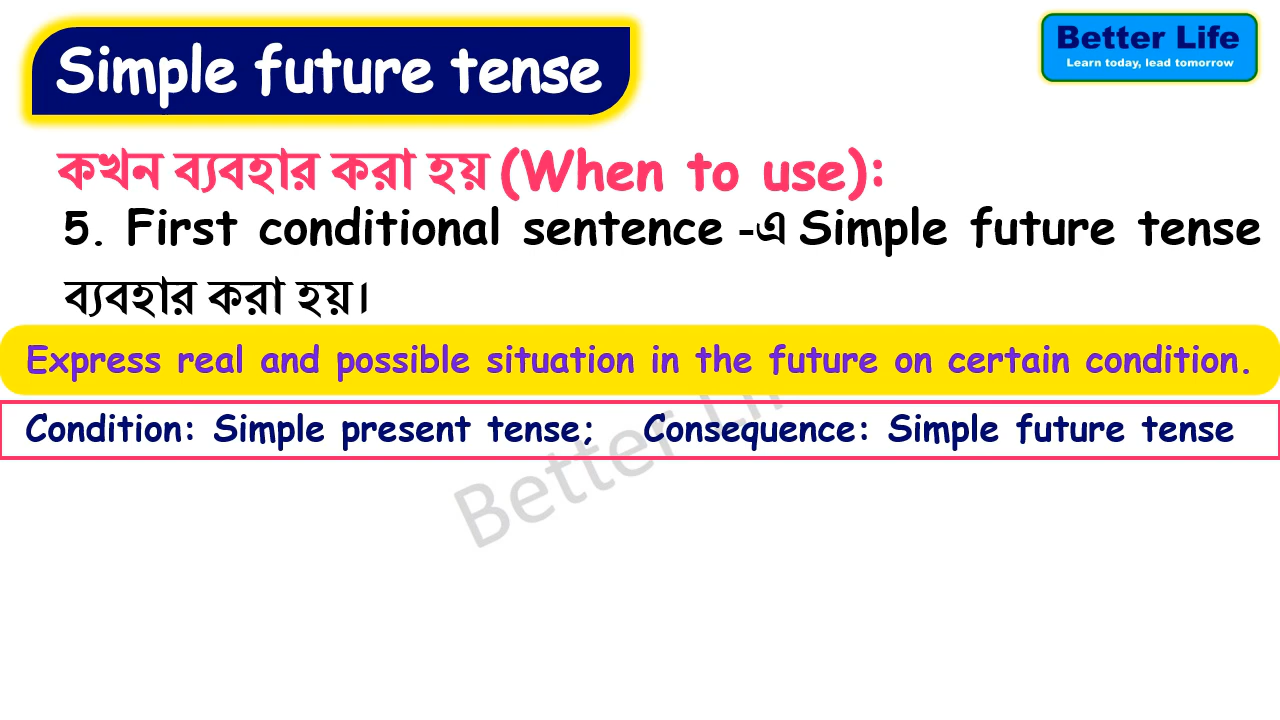 Simple future tense
Better Life
Learn today, lead tomorrow
কখন ব্যবহার করা হয় (When to use):
5. First conditional sentence -এ Simple future tense
ব্যবহার করা হয়।
Express real and possible situation in the future on certain condition.
Condition: Simple present tense; Consequence: Simple future tense
Better Li